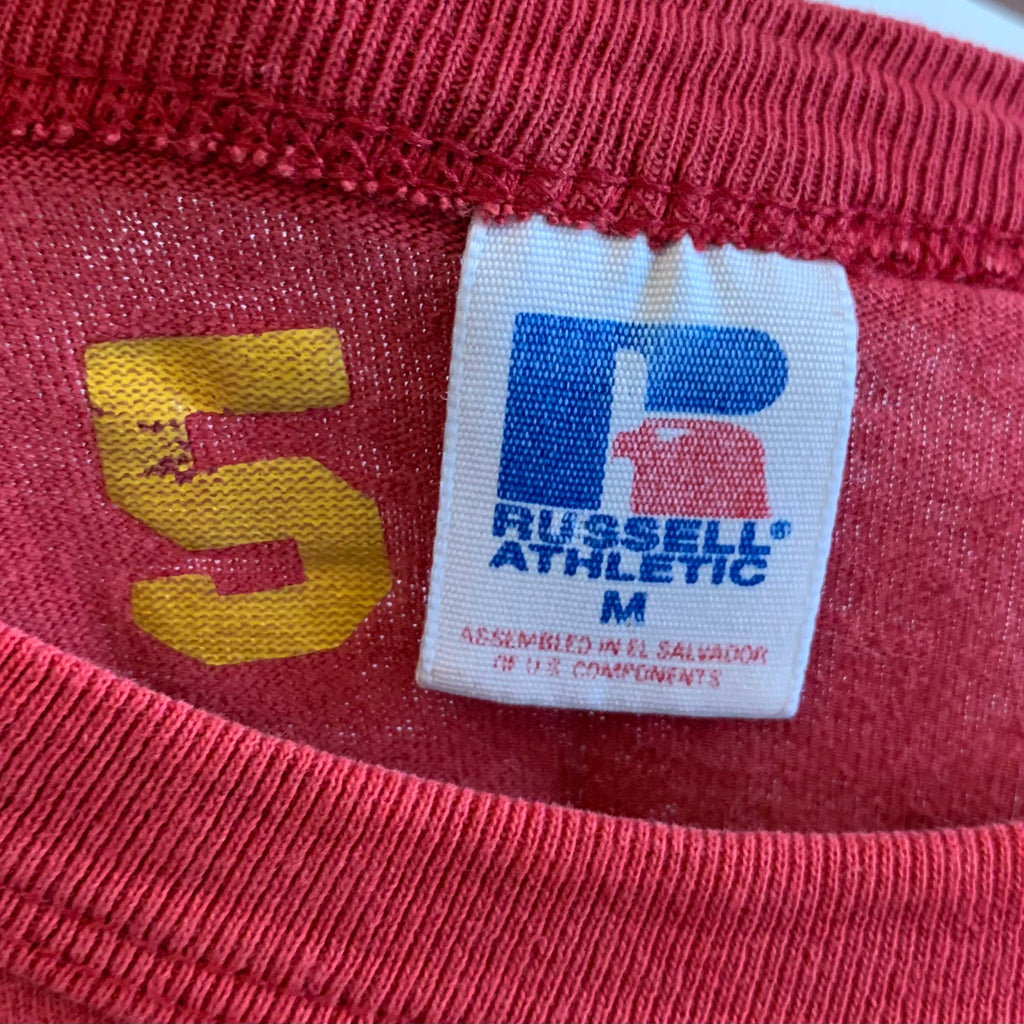 5
RUSSELL®
ATHLETIC
M
ASSEMBLED IN EL SALVADOR
OF U.S. COMPONENTS